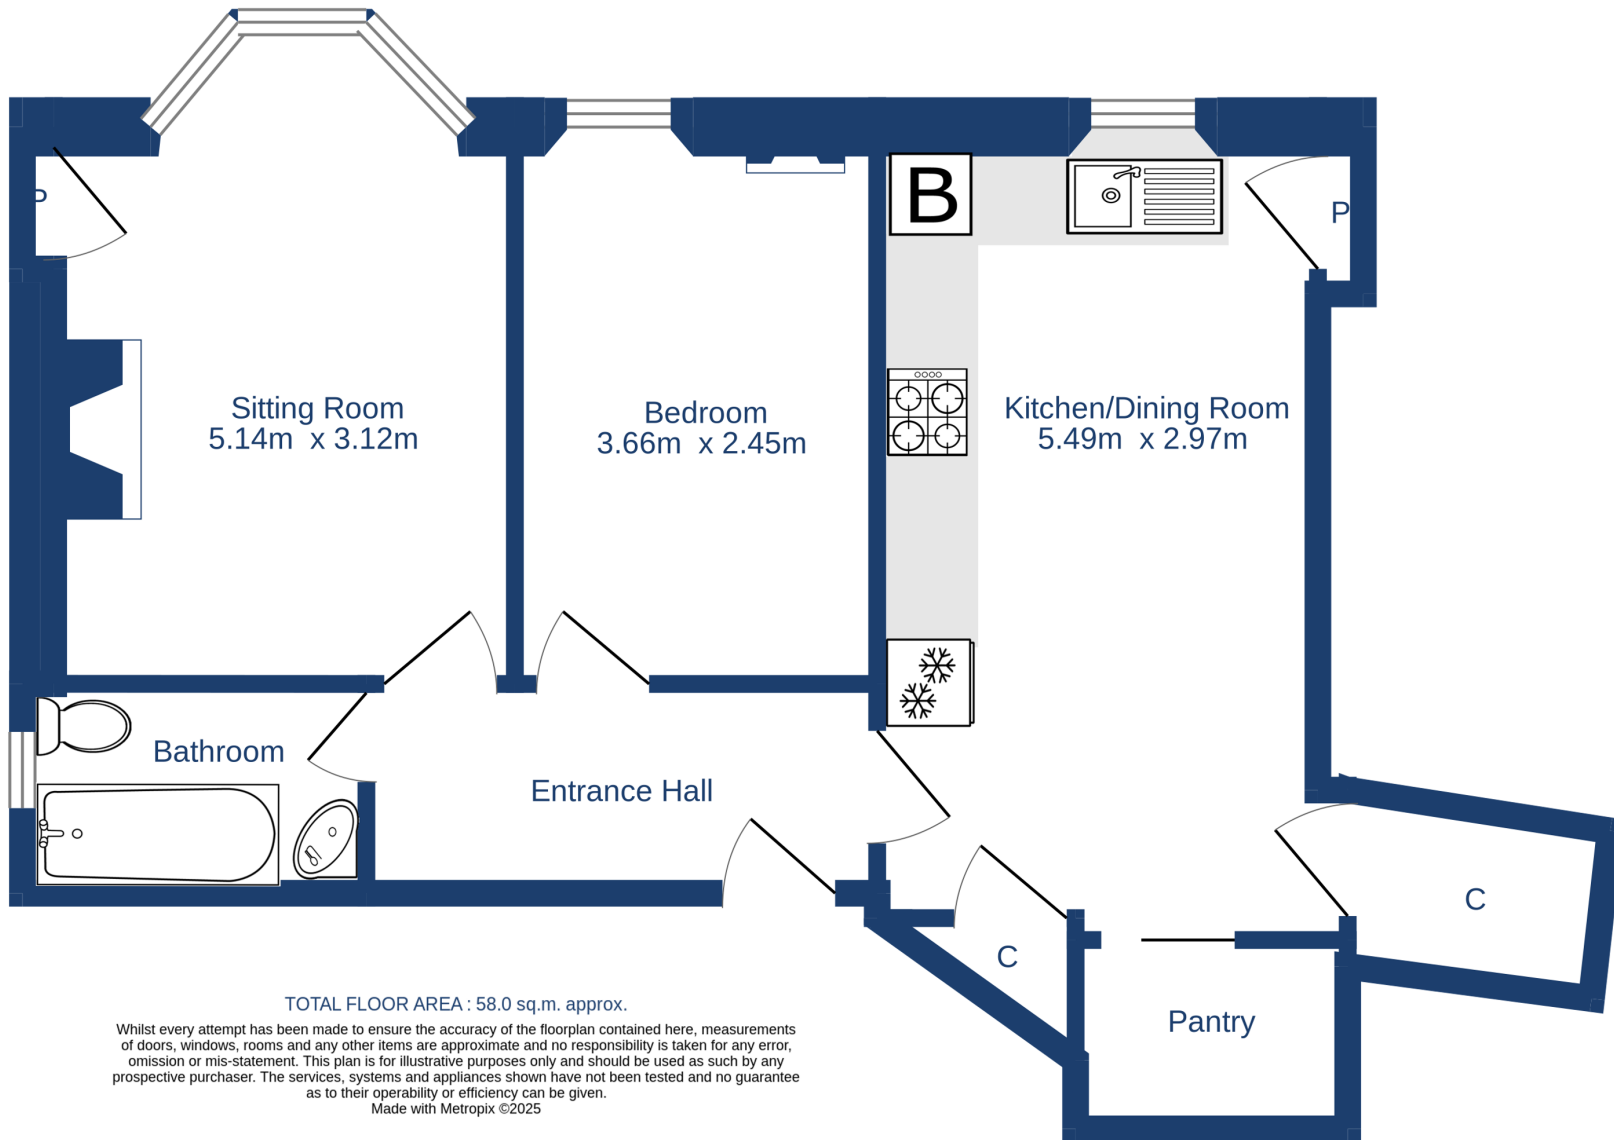 B
P
P
Sitting Room
5.14m x 3.12m
Bedroom
3.66m x 2.45m
Kitchen/Dining Room
5.49m x 2.97m
Bathroom
Entrance Hall
C
C
Pantry
TOTAL FLOOR AREA : 58.0 sq.m. approx.
Whilst every attempt has been made to ensure the accuracy of the floorplan contained here, measurements
of doors, windows, rooms and any other items are approximate and no responsibility is taken for any error,
omission or mis-statement. This plan is for illustrative purposes only and should be used as such by any
prospective purchaser. The services, systems and appliances shown have not been tested and no guarantee
as to their operability or efficiency can be given.
Made with Metropix ©2025